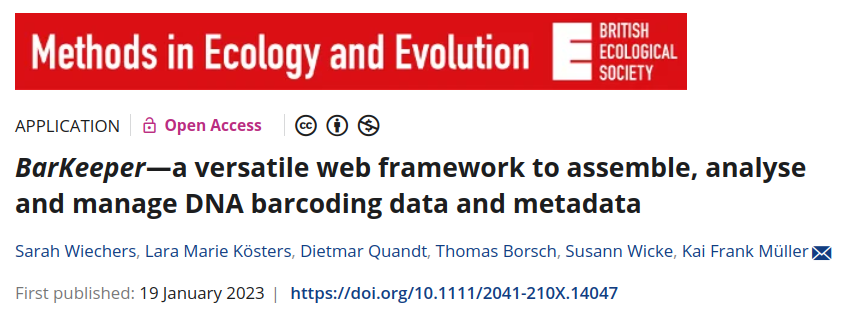 Methods in Ecology and Evolution
BRITISH
ECOLOGICAL
SOCIETY
APPLICATION Open Access cc
BarKeeper—a versatile web framework to assemble, analyse
and manage DNA barcoding data and metadata
Sarah Wiechers, Lara Marie Kösters, Dietmar Quandt, Thomas Borsch, Susann Wicke, Kai Frank Müller
First published: 19 January 2023 | https://doi.org/10.1111/2041-210X.14047